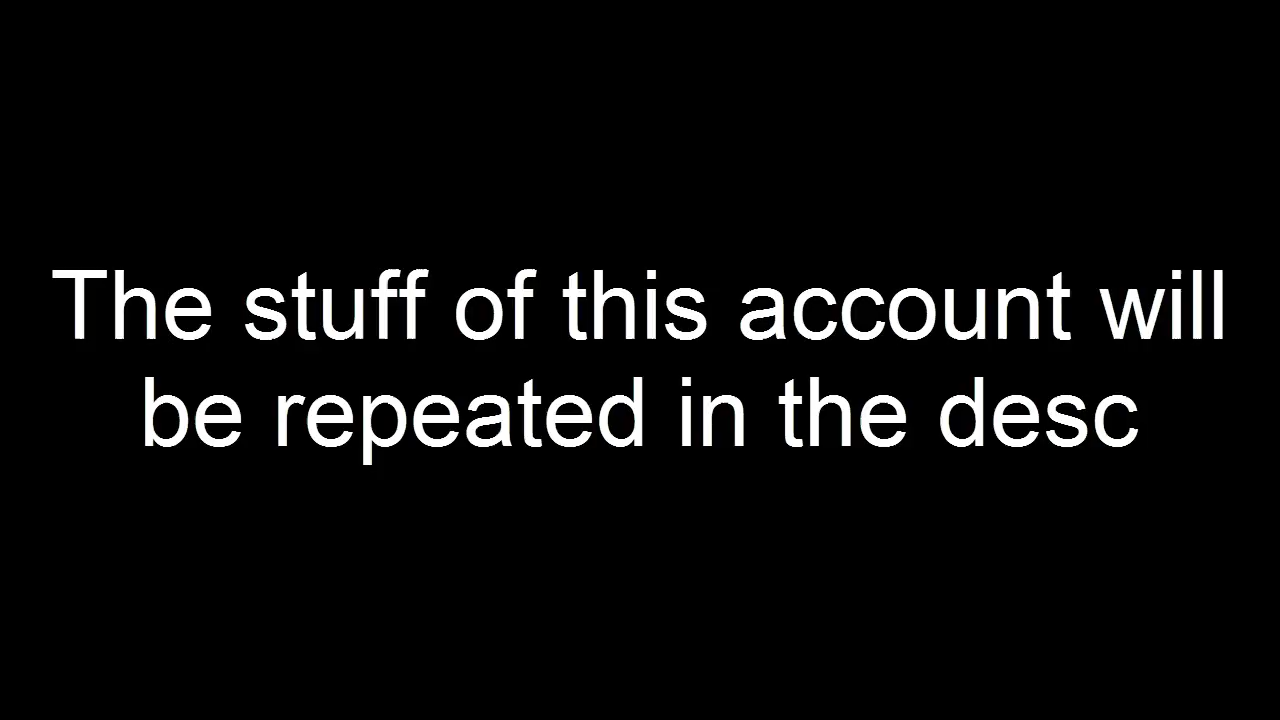 The stuff of this account will
be repeated in the desc